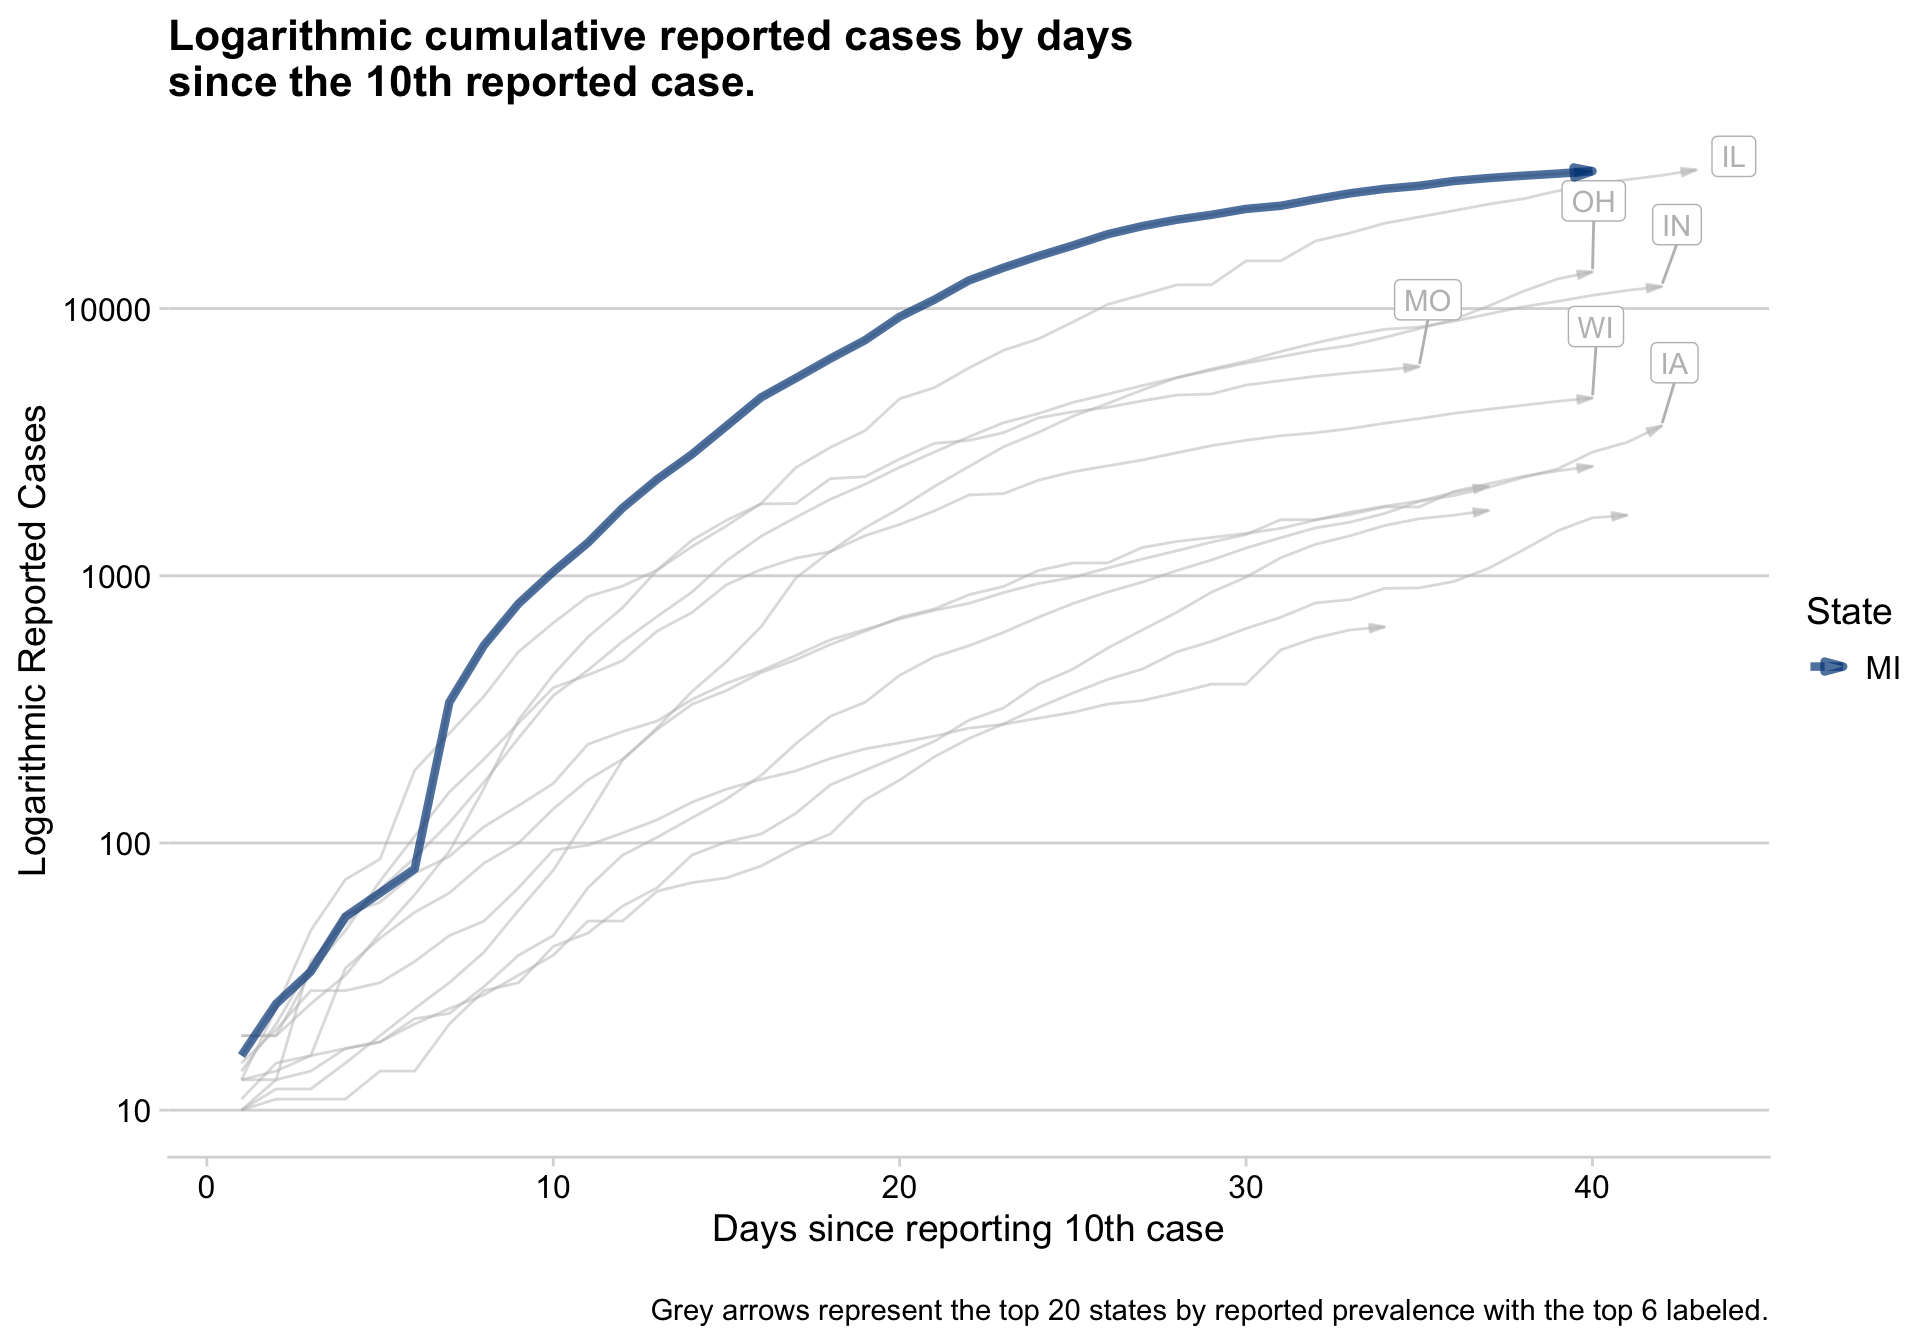 Logarithmic cumulative reported cases by days
since the 10th reported case.
IL
OH
IN
MO
WI
IA
10000
1000
100
10
Logarithmic Reported Cases
State
MI
0 10 20 30 40
Days since reporting 10th case
Grey arrows represent the top 20 states by reported prevalence with the top 6 labeled.